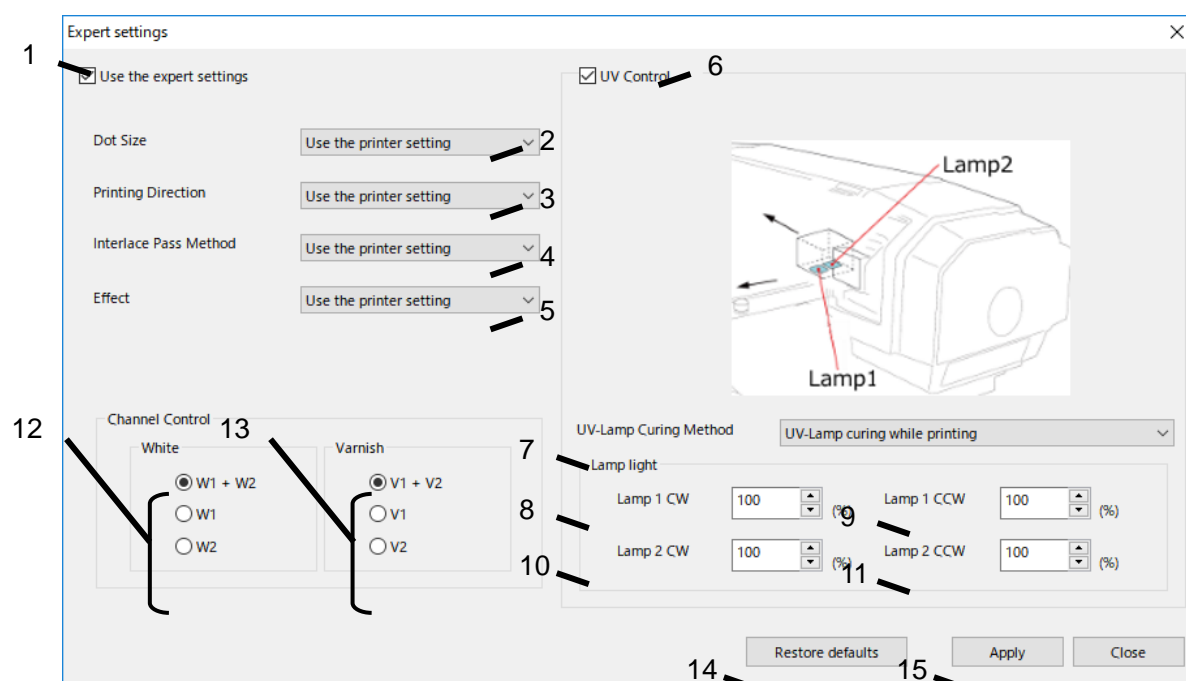 Expert settings
1
Use the expert settings
UV Control
6
Dot Size
Use the printer setting
2
Printing Direction
Use the printer setting
3
Interlace Pass Method
Use the printer setting
4
Effect
Use the printer setting
5
Lamp2
Lamp1
12
Channel Control
13
White
W1 + W2
W1
W2
Varnish
V1 + V2
V1
V2
UV-Lamp Curing Method
UV-Lamp curing while printing
7
Lamp light
8
Lamp 1 CW
100
(%)
9
Lamp 1 CCW
100
(%)
10
Lamp 2 CW
100
(%)
11
Lamp 2 CCW
100
(%)
Restore defaults
Apply
Close
14
15